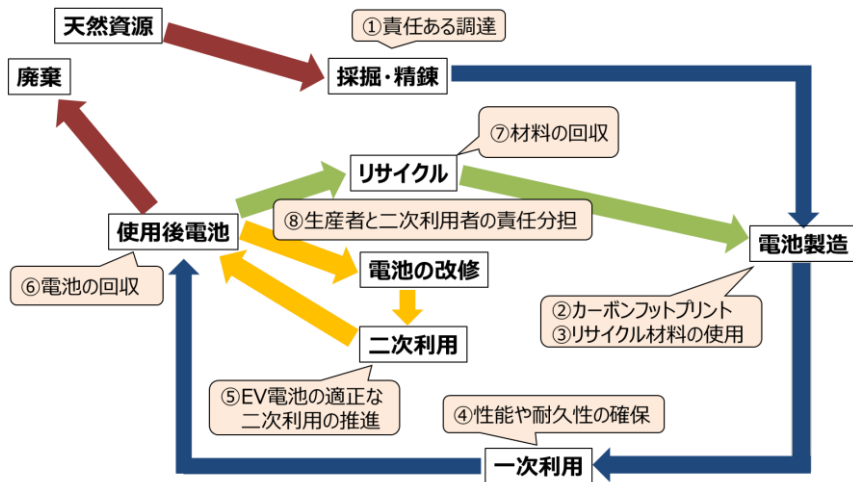 天然資源
①責任ある調達
廃棄
採掘・精錬
⑦材料の回収
リサイクル
⑧生産者と二次利用者の責任分担
使用後電池
電池製造
⑥電池の回収
電池の改修
②カーボンフットプリント
③リサイクル材料の使用
二次利用
⑤EV電池の適正な
二次利用の推進
④性能や耐久性の確保
一次利用